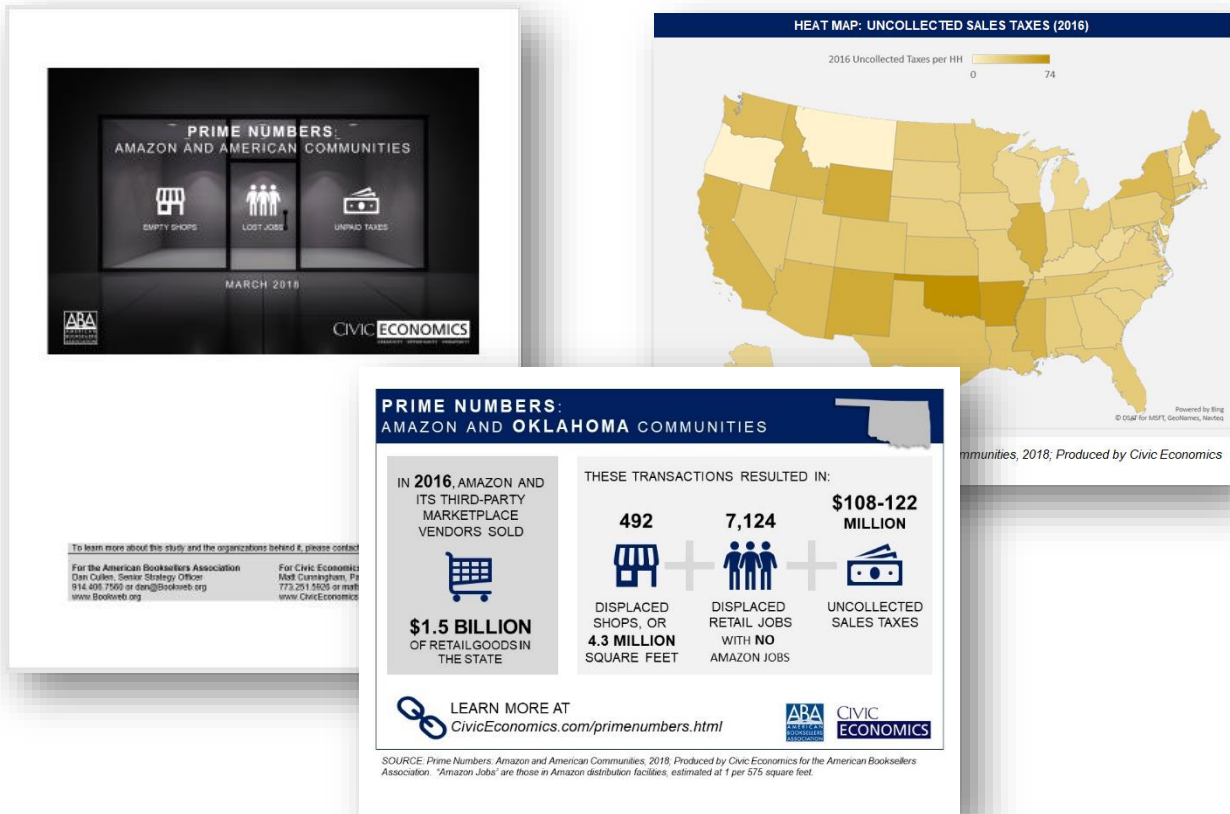 PRIME NUMBERS:
AMAZON AND AMERICAN COMMUNITIES
EMPTY SHOPS
LOST JOBS
UNPAID TAXES
MARCH 2018
ABA
AMERICAN
BOOKSELLERS
ASSOCIATION
CIVIC ECONOMICS
To learn more about this study and the organizations behind it, please contact
For the American Booksellers Association
Dan Cullen, Senior Strategy Officer
914.406.7560 or dan@Bookweb.org
www.Bookweb.org
For Civic Economics
Matt Cunningham,
773.251.5926 or
www.CivicEconomics
HEAT MAP: UNCOLLECTED SALES TAXES (2016)
2016 Uncollected Taxes per HH
0 74
Powered by Bing
© DSAT for MSFT, GeoNames, Navteq
Communities, 2018; Produced by Civic Economics
PRIME NUMBERS:
AMAZON AND OKLAHOMA COMMUNITIES
IN 2016, AMAZON AND
ITS THIRD-PARTY
MARKETPLACE
VENDORS SOLD
$1.5 BILLION
OF RETAIL GOODS IN
THE STATE
THESE TRANSACTIONS RESULTED IN:
492
DISPLACED
SHOPS, OR
4.3 MILLION
SQUARE FEET
7,124
DISPLACED
RETAIL JOBS
WITH NO
AMAZON JOBS
$108-122
MILLION
UNCOLLECTED
SALES TAXES
LEARN MORE AT
CivicEconomics.com/primenumbers.html
ABA
AMERICAN
BOOKSELLERS
ASSOCIATION
CIVIC
ECONOMICS
SOURCE: Prime Numbers: Amazon and American Communities, 2018; Produced by Civic Economics for the American Booksellers
Association. "Amazon Jobs" are those in Amazon distribution facilities, estimated at 1 per 575 square feet.